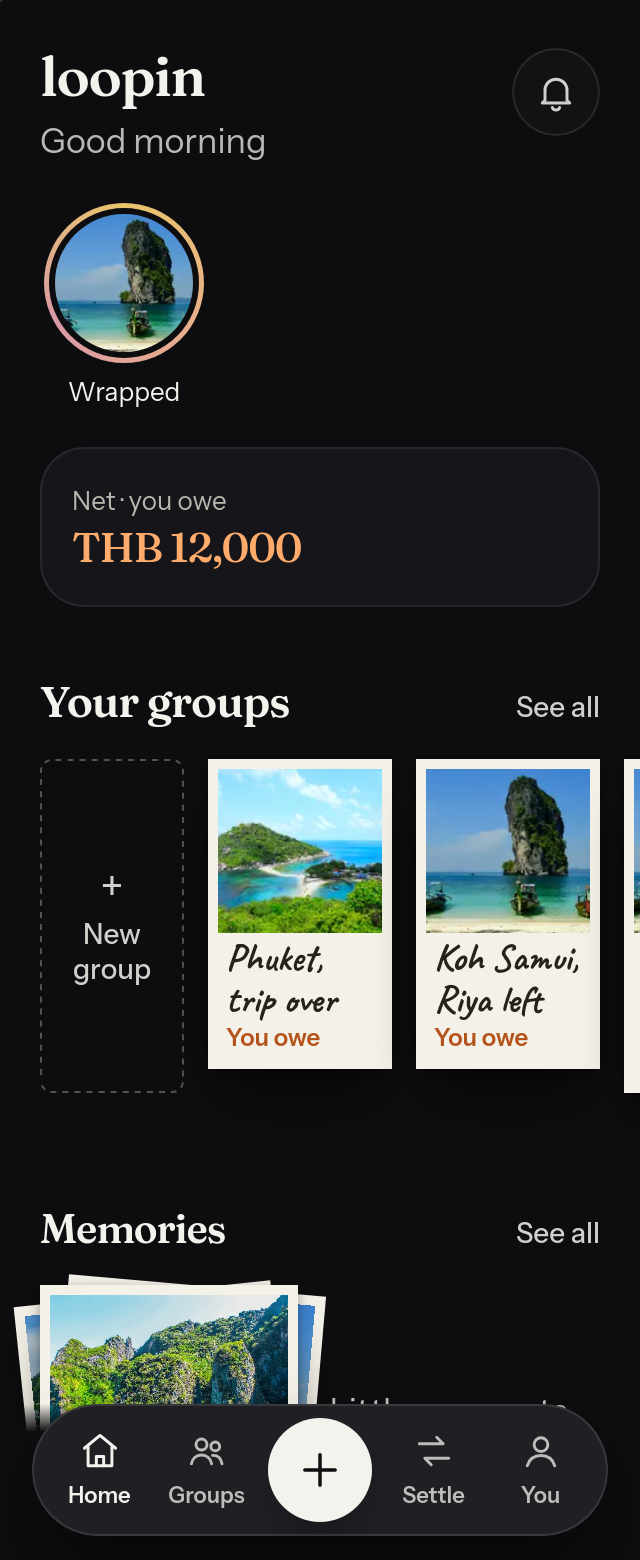 loopin
Good morning
Wrapped
Net · you owe
THB 12,000
Your groups
See all
+
New
group
Phuket,
trip over
You owe
Koh Samui,
Riya left
You owe
Memories
See all
Home
Groups
Settle
You